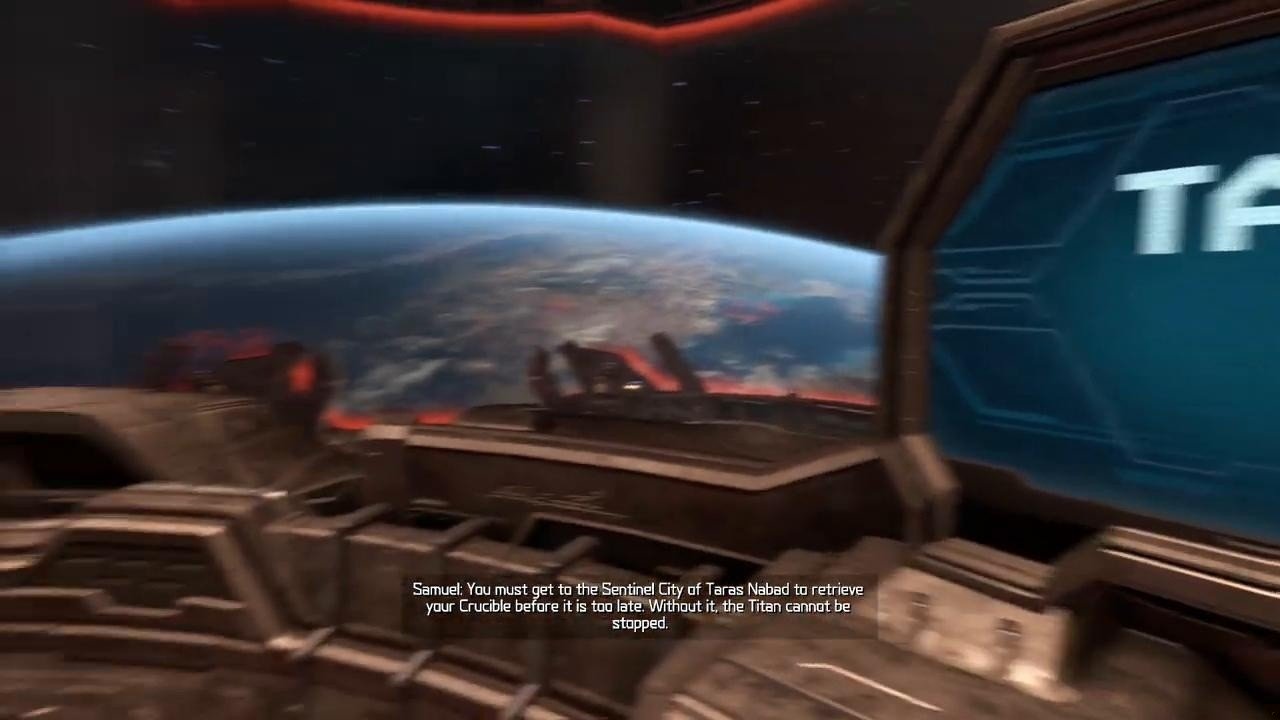 TA
Samuel: You must get to the Sentinel City of Taras Nabad to retrieve
your Crucible before it is too late. Without it, the Titan cannot be
stopped.